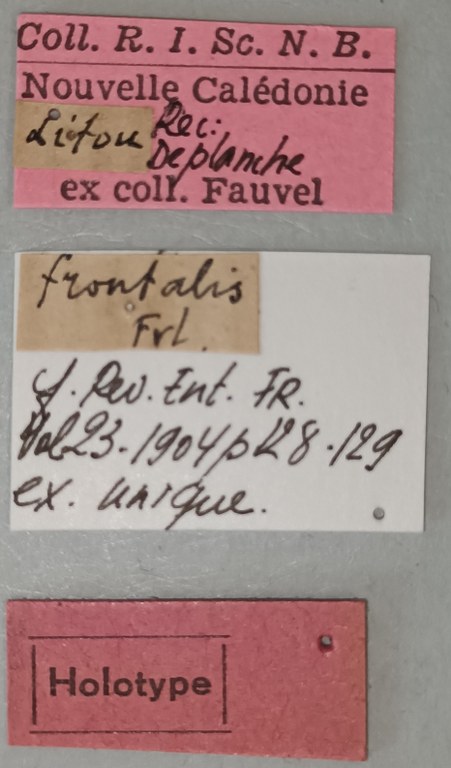 Coll. R. I. Sc. N. B.
Nouvelle Calédonie
Lifou Rec:
Deplanche
ex coll. Fauvel
frontalis
Frl.
cf. Rev. Ent. FR.
Vol 23. 1904 p 128-129
ex. unique.
Holotype